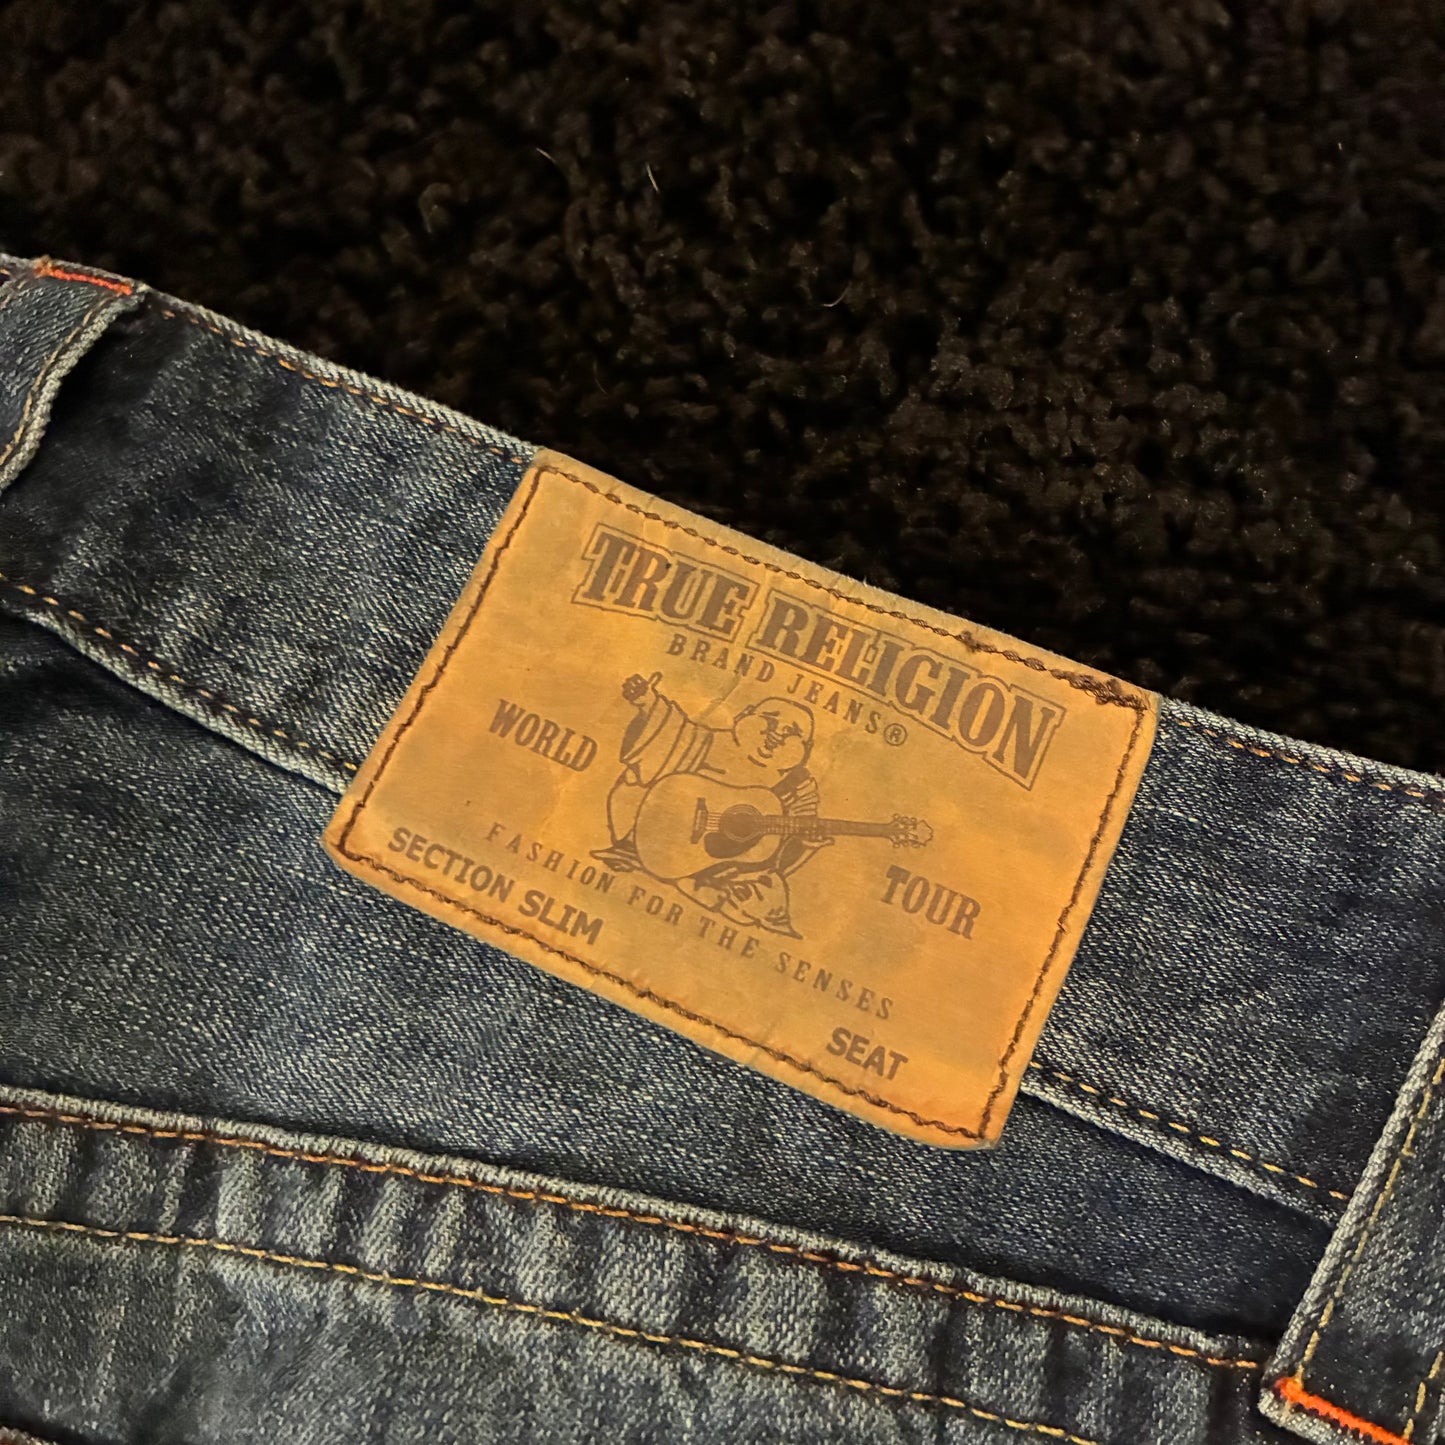 TRUE RELIGION
BRAND JEANS®
WORLD TOUR
FASHION FOR THE SENSES
SECTION SLIM
SEAT